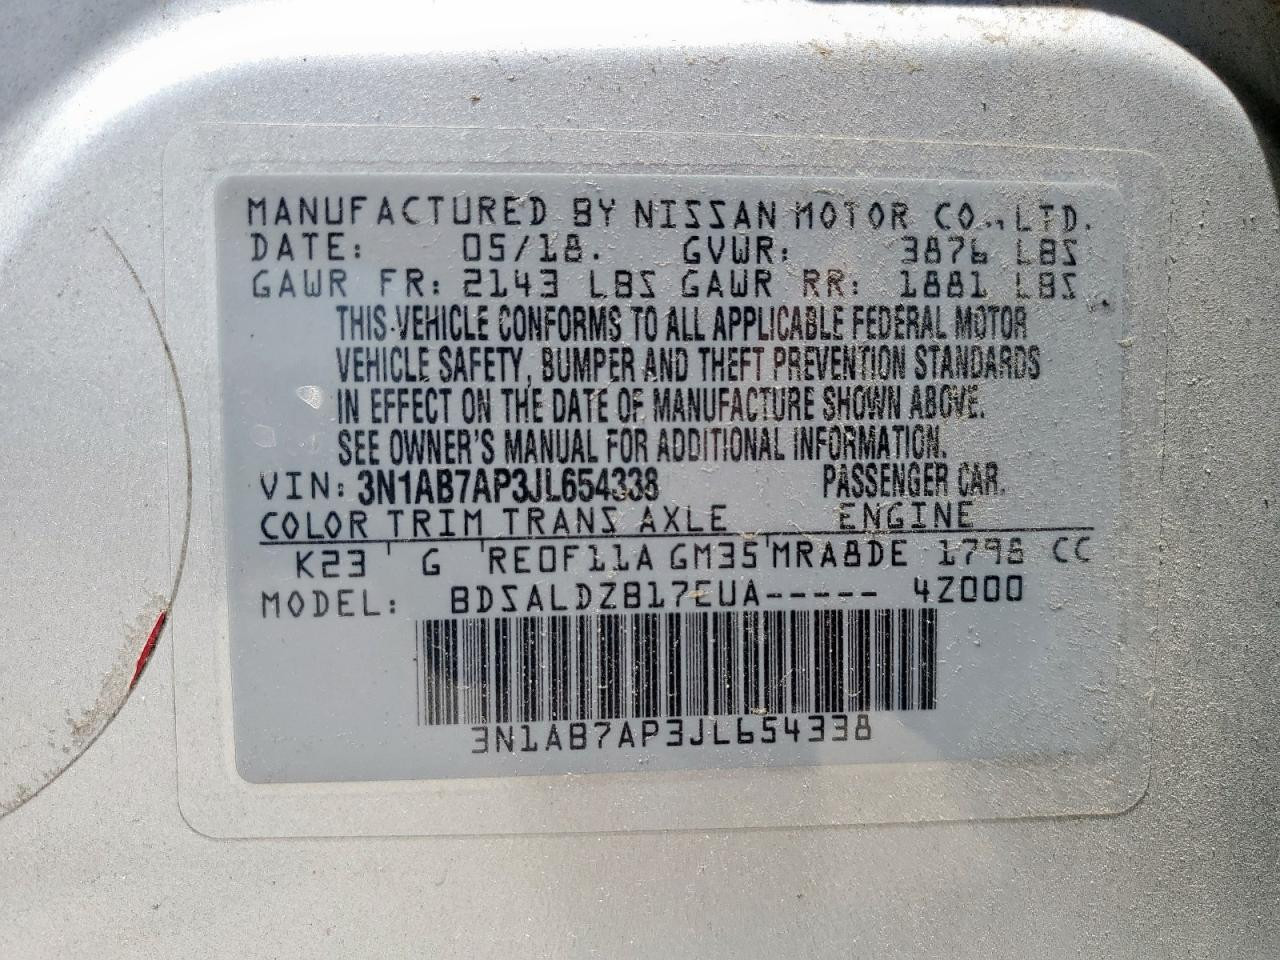 MANUFACTURED BY NISSAN MOTOR CO.,LTD.
DATE: 05/18. GVWR: 3876 LBS
GAWR FR: 2143 LBS GAWR RR: 1881 LBS
THIS VEHICLE CONFORMS TO ALL APPLICABLE FEDERAL MOTOR
VEHICLE SAFETY, BUMPER AND THEFT PREVENTION STANDARDS
IN EFFECT ON THE DATE OF MANUFACTURE SHOWN ABOVE.
SEE OWNER'S MANUAL FOR ADDITIONAL INFORMATION.
VIN: 3N1AB7AP3JL654338 PASSENGER CAR.
COLOR TRIM TRANS AXLE ENGINE
K23 ' G 'RE0F11A GM35'MRA8DE 1798 CC
MODEL: BDSALDZB17EUA----- 4Z000
3N1AB7AP3JL654338